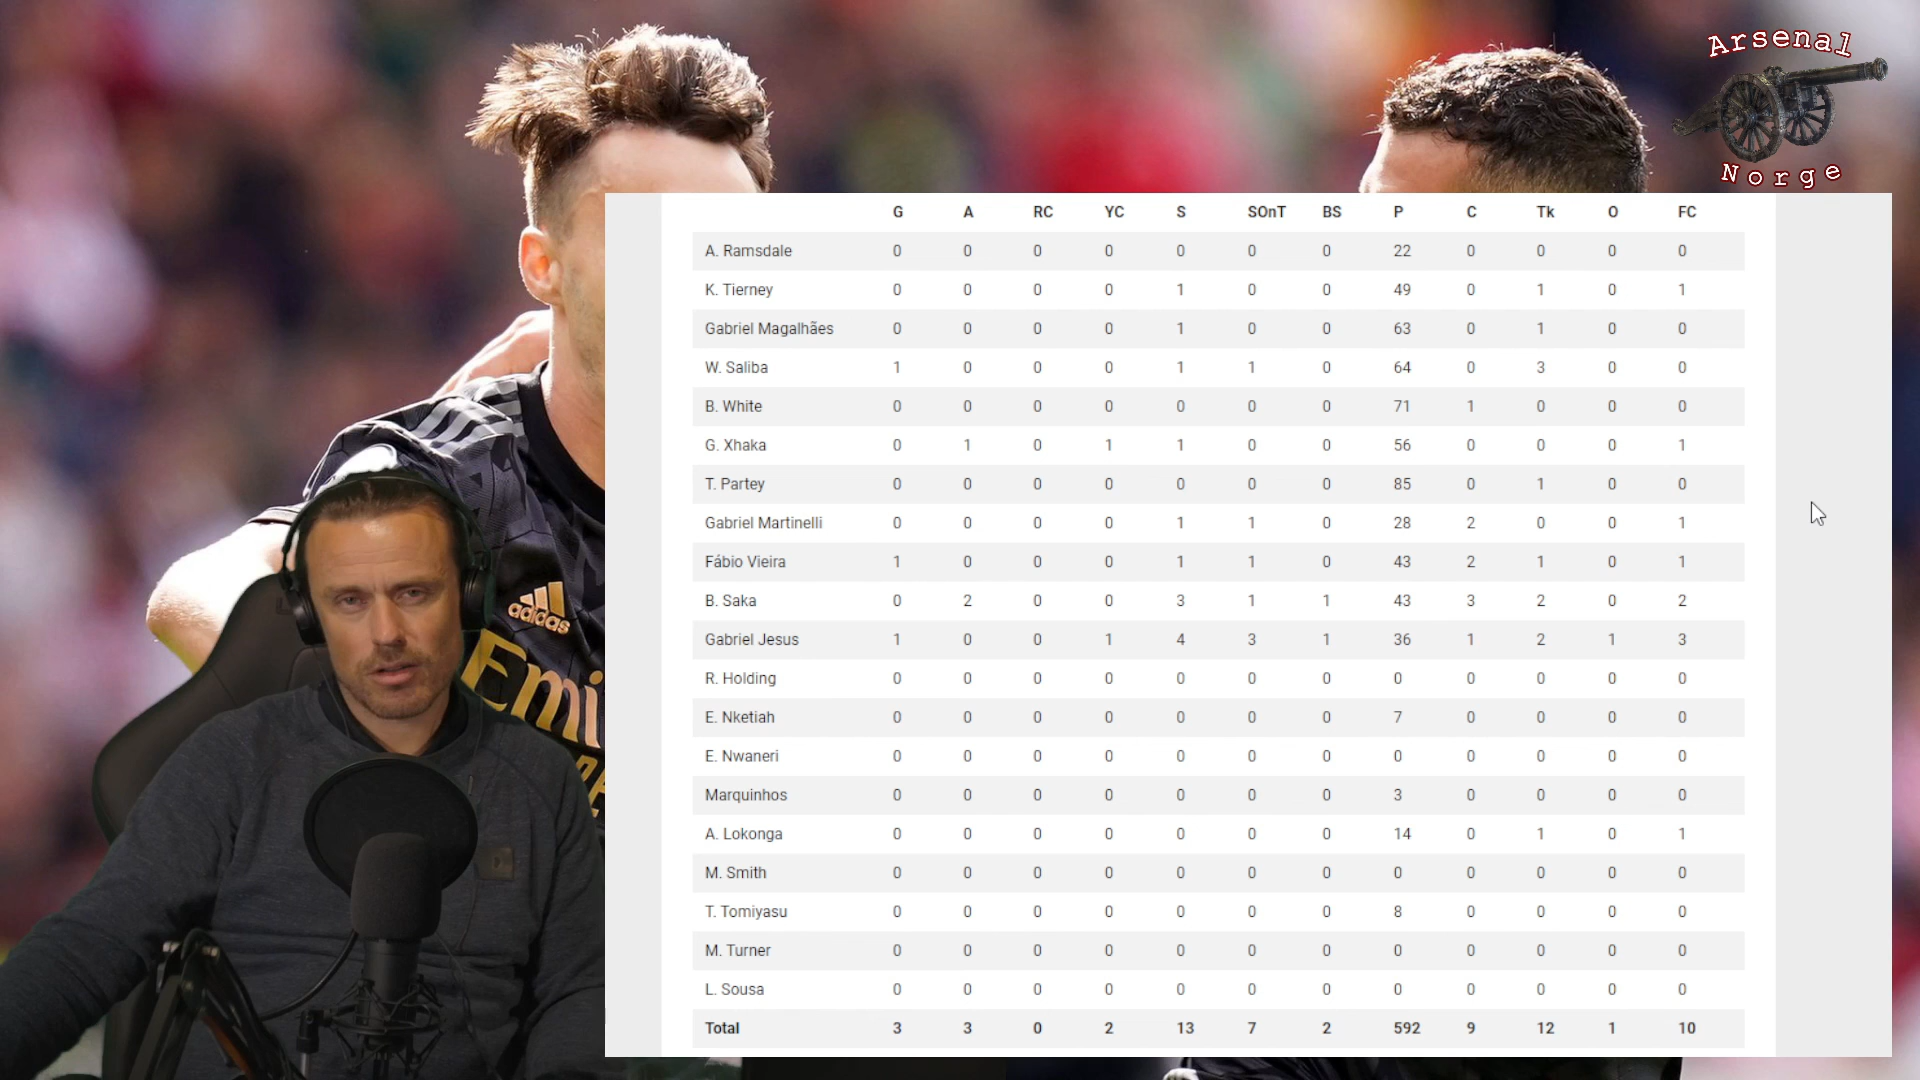 Arsenal
Norge
G A RC YC S SOnT BS P C Tk O FC
A. Ramsdale 0 0 0 0 0 0 0 22 0 0 0 0
K. Tierney 0 0 0 0 1 0 0 49 0 1 0 1
Gabriel Magalhães 0 0 0 0 1 0 0 63 0 1 0 0
W. Saliba 1 0 0 0 1 1 0 64 0 3 0 0
B. White 0 0 0 0 0 0 0 71 1 0 0 0
G. Xhaka 0 1 0 1 1 0 0 56 0 0 0 1
T. Partey 0 0 0 0 0 0 0 85 0 1 0 0
Gabriel Martinelli 0 0 0 0 1 1 0 28 2 0 0 1
Fábio Vieira 1 0 0 0 1 1 0 43 2 1 0 1
B. Saka 0 2 0 0 3 1 1 43 3 2 0 2
Gabriel Jesus 1 0 0 1 4 3 1 36 1 2 1 3
R. Holding 0 0 0 0 0 0 0 0 0 0 0 0
E. Nketiah 0 0 0 0 0 0 0 7 0 0 0 0
E. Nwaneri 0 0 0 0 0 0 0 0 0 0 0 0
Marquinhos 0 0 0 0 0 0 0 3 0 0 0 0
A. Lokonga 0 0 0 0 0 0 0 14 0 1 0 1
M. Smith 0 0 0 0 0 0 0 0 0 0 0 0
T. Tomiyasu 0 0 0 0 0 0 0 8 0 0 0 0
M. Turner 0 0 0 0 0 0 0 0 0 0 0 0
L. Sousa 0 0 0 0 0 0 0 0 0 0 0 0
Total 3 3 0 2 13 7 2 592 9 12 1 10
adidas
Emi